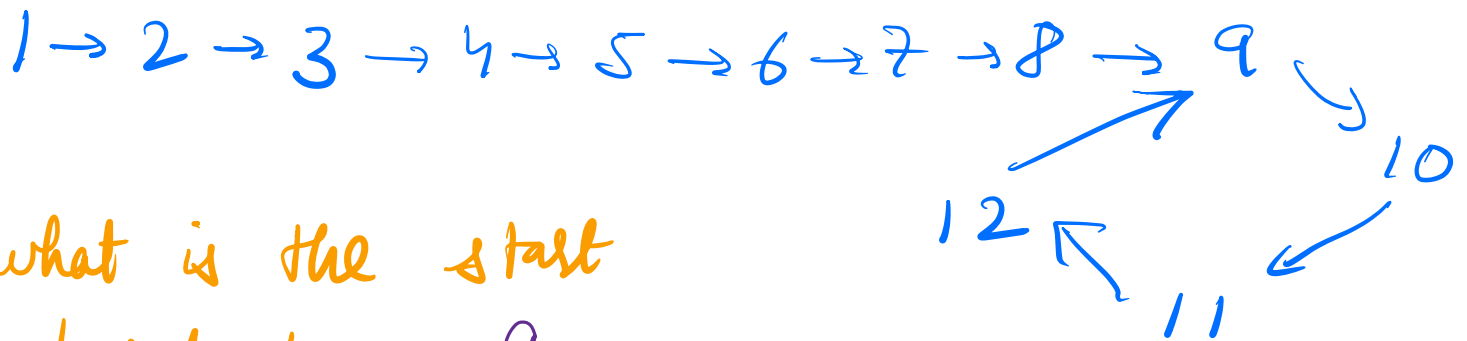 1 → 2 → 3 → 4 → 5 → 6 → 7 → 8 → 9
10
12
what is the start
11